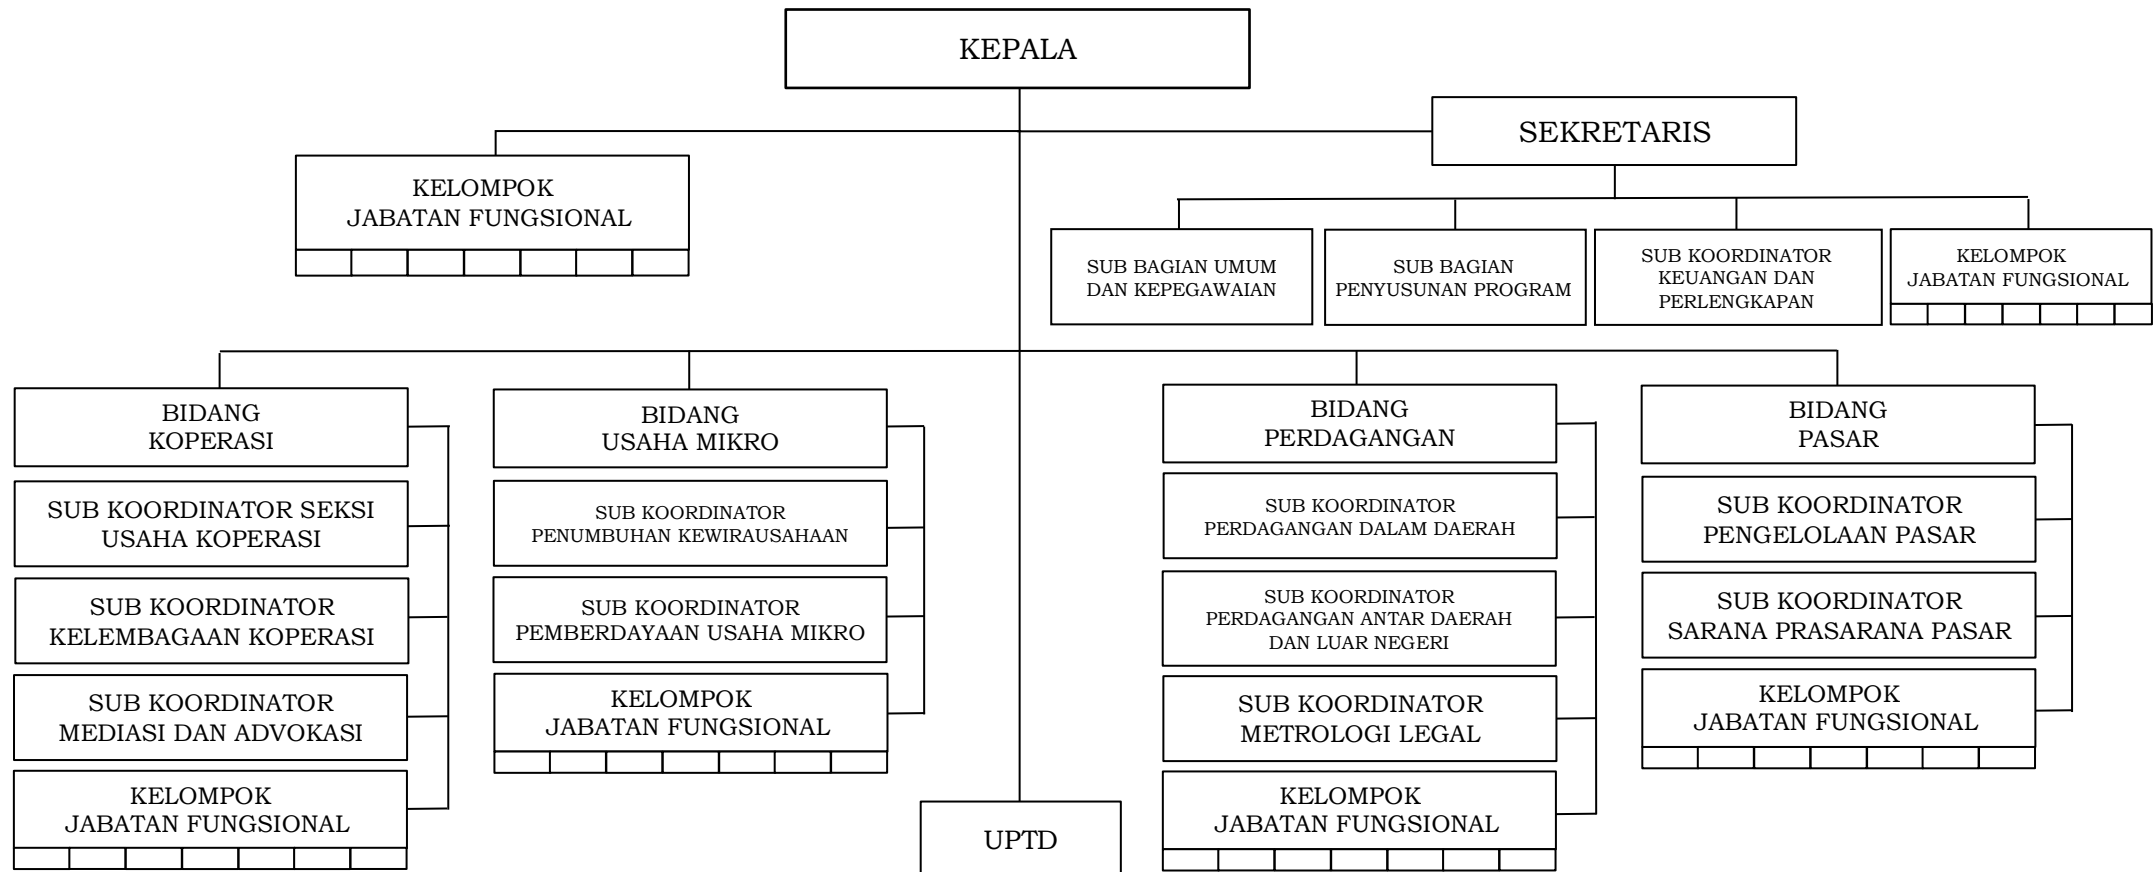 KEPALA
SEKRETARIS
KELOMPOK
JABATAN FUNGSIONAL
SUB BAGIAN UMUM
DAN KEPEGAWAIAN
SUB BAGIAN
PENYUSUNAN PROGRAM
SUB KOORDINATOR
KEUANGAN DAN
PERLENGKAPAN
KELOMPOK
JABATAN FUNGSIONAL
BIDANG
KOPERASI
SUB KOORDINATOR SEKSI
USAHA KOPERASI
SUB KOORDINATOR
KELEMBAGAAN KOPERASI
SUB KOORDINATOR
MEDIASI DAN ADVOKASI
KELOMPOK
JABATAN FUNGSIONAL
BIDANG
USAHA MIKRO
SUB KOORDINATOR
PENUMBUHAN KEWIRAUSAHAAN
SUB KOORDINATOR
PEMBERDAYAAN USAHA MIKRO
KELOMPOK
JABATAN FUNGSIONAL
UPTD
BIDANG
PERDAGANGAN
SUB KOORDINATOR
PERDAGANGAN DALAM DAERAH
SUB KOORDINATOR
PERDAGANGAN ANTAR DAERAH
DAN LUAR NEGERI
SUB KOORDINATOR
METROLOGI LEGAL
KELOMPOK
JABATAN FUNGSIONAL
BIDANG
PASAR
SUB KOORDINATOR
PENGELOLAAN PASAR
SUB KOORDINATOR
SARANA PRASARANA PASAR
KELOMPOK
JABATAN FUNGSIONAL